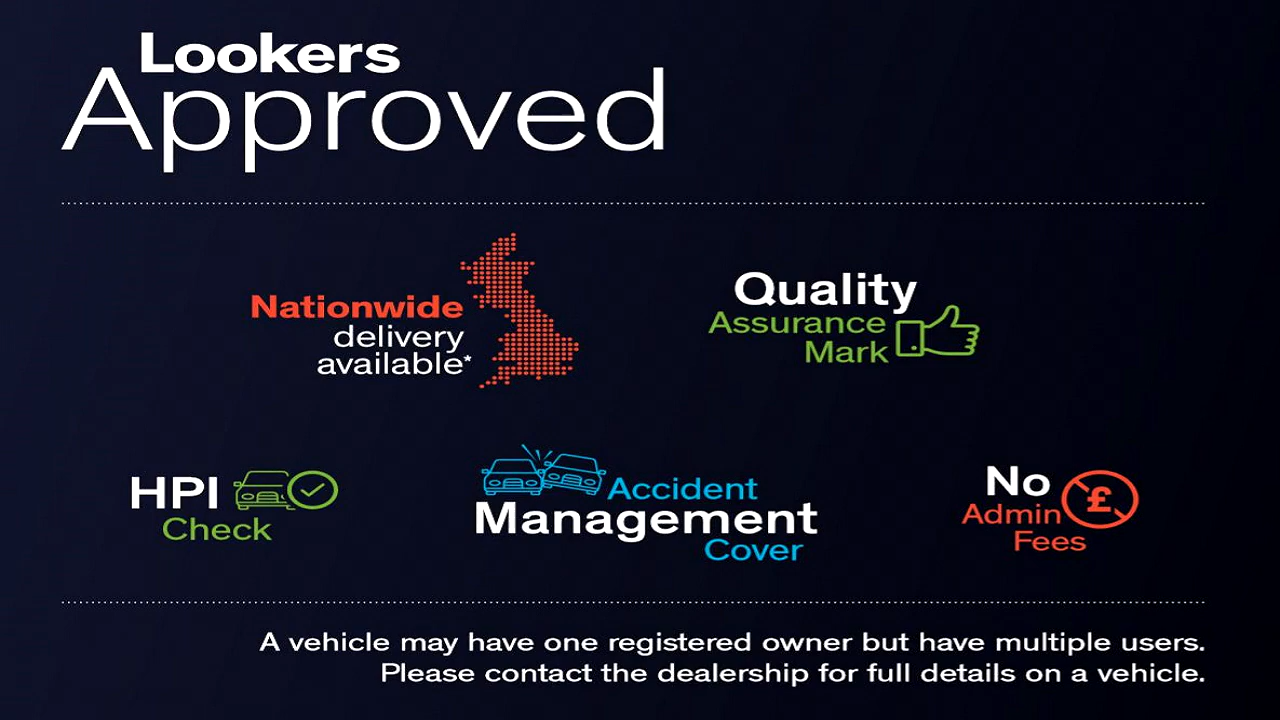 Lookers
Approved
Nationwide
delivery
available*
Quality
Assurance
Mark
HPI
Check
Accident
Management
Cover
No
Admin
£
Fees
A vehicle may have one registered owner but have multiple users.
Please contact the dealership for full details on a vehicle.